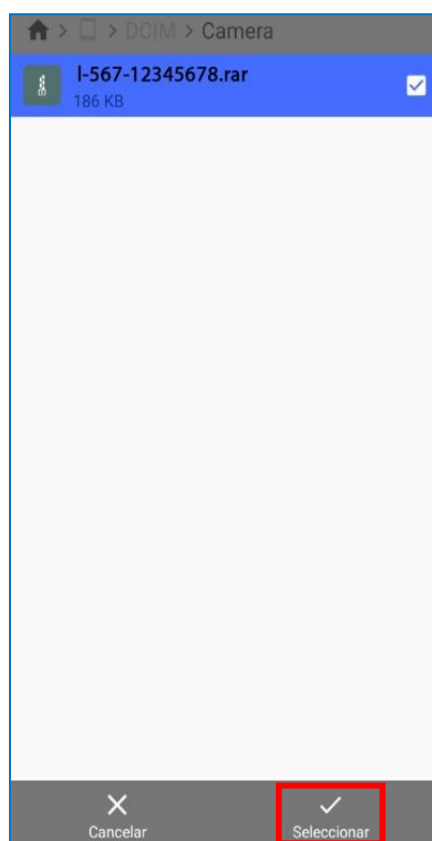 > > DCIM > Camera
l-567-12345678.rar
186 KB
Cancelar
Seleccionar